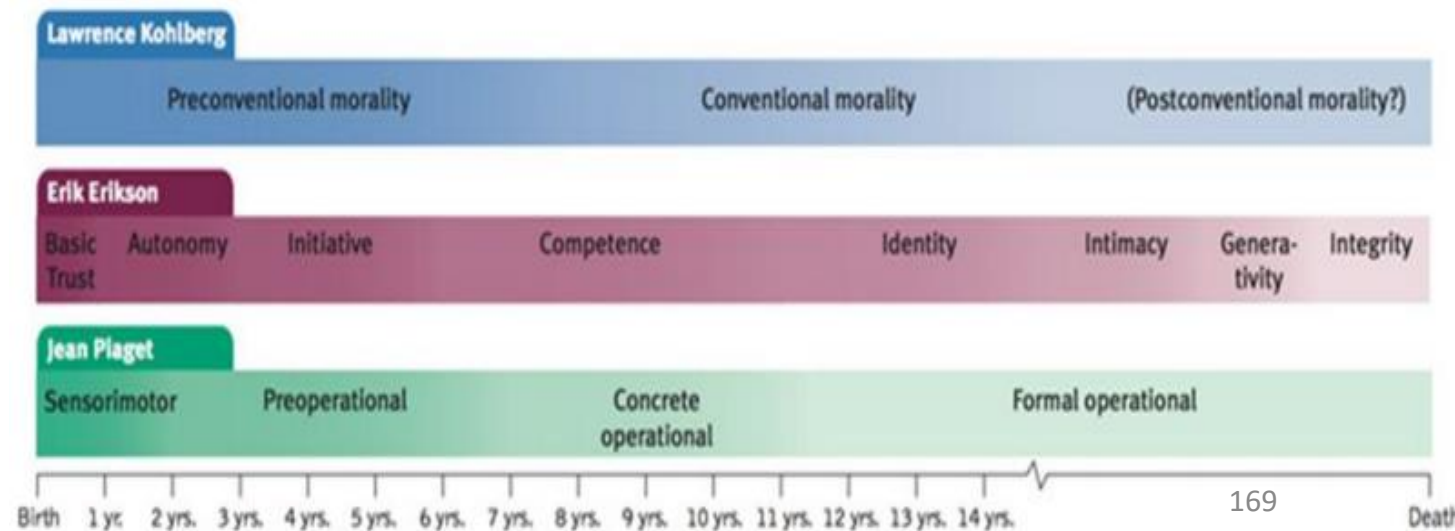 Lawrence Kohlberg
Preconventional morality Conventional morality (Postconventional morality?)
Erik Erikson
Basic Autonomy Initiative Competence Identity Intimacy Genera- Integrity
Trust tivity
Jean Piaget
Sensorimotor Preoperational Concrete Formal operational
operational
169
Birth 1 yr. 2 yrs. 3 yrs. 4 yrs. 5 yrs. 6 yrs. 7 yrs. 8 yrs. 9 yrs. 10 yrs. 11 yrs. 12 yrs. 13 yrs. 14 yrs. Death